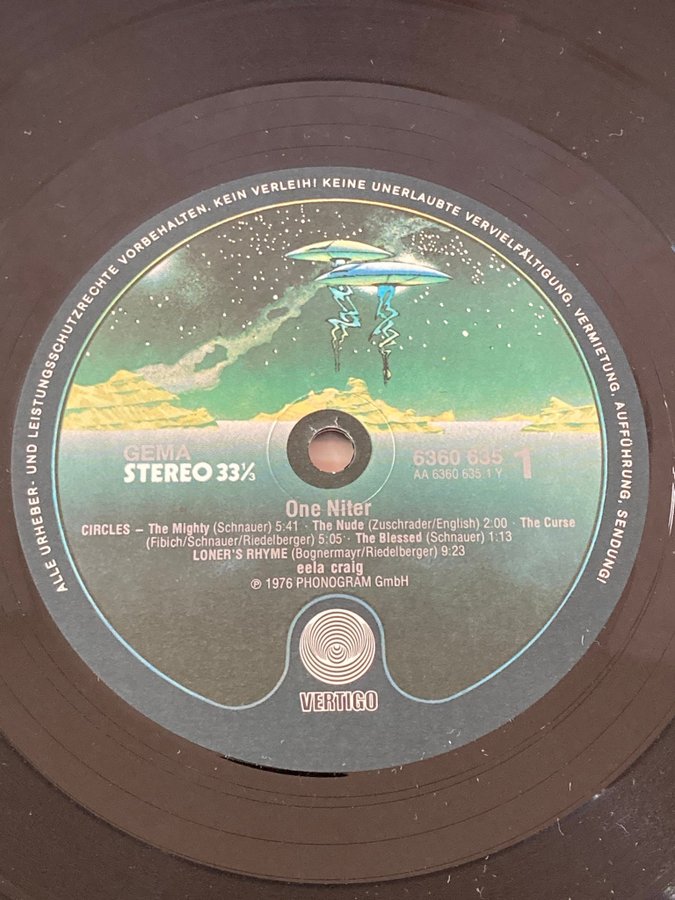 ALLE URHEBER- UND LEISTUNGSSCHUTZRECHTE VORBEHALTEN. KEIN VERLEIH! KEINE UNERLAUBTE VERVIELFÄLTIGUNG, VERMIETUNG, AUFFÜHRUNG, SENDUNG!
GEMA
STEREO 33⅓
6360 635 1
AA 6360 635 1 Y
One Niter
CIRCLES – The Mighty (Schnauer) 5:41 · The Nude (Zuschrader/English) 2:00 · The Curse
(Fibich/Schnauer/Riedelberger) 5:05 · The Blessed (Schnauer) 1:13
LONER'S RHYME (Bognermayr/Riedelberger) 9:23
eela craig
℗ 1976 PHONOGRAM GmbH
VERTIGO